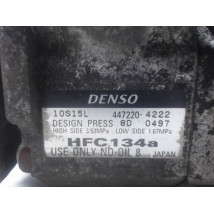 DENSO
10S15L 447220-4222
DESIGN PRESS 8D 0497
HIGH SIDE 3.53MPa LOW SIDE 1.67MPa
HFC134a
USE ONLY ND-OIL 8 JAPAN